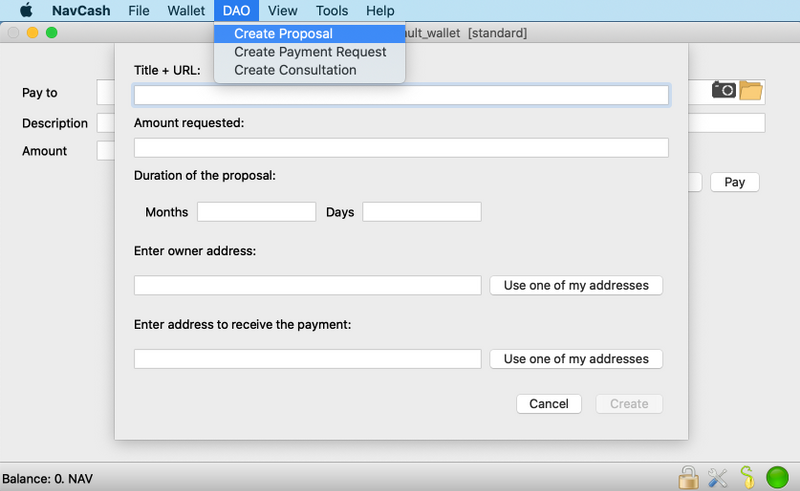 NavCash File Wallet DAO View Tools Help
ult_wallet [standard]
Create Proposal
Create Payment Request
Create Consultation
Title + URL:
Pay to
Amount requested:
Description
Amount
Duration of the proposal:
Pay
Months Days
Enter owner address:
Use one of my addresses
Enter address to receive the payment:
Use one of my addresses
Cancel Create
Balance: 0. NAV